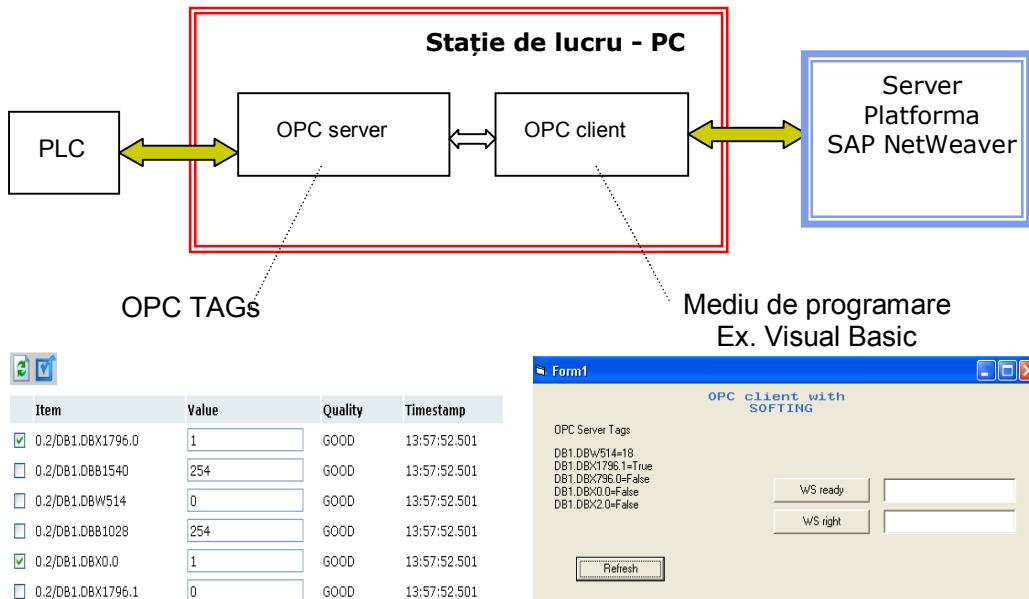 Stație de lucru - PC
PLC
OPC server
OPC client
Server
Platforma
SAP NetWeaver
OPC TAGs
Mediu de programare
Ex. Visual Basic
Item Value Quality Timestamp
0.2/DB1.DBX1796.0 1 GOOD 13:57:52.501
0.2/DB1.DBB1540 254 GOOD 13:57:52.501
0.2/DB1.DBW514 0 GOOD 13:57:52.501
0.2/DB1.DBB1028 254 GOOD 13:57:52.501
0.2/DB1.DBX0.0 1 GOOD 13:57:52.501
0.2/DB1.DBX1796.1 0 GOOD 13:57:52.501
Form1
OPC client with
SOFTING
OPC Server Tags
DB1.DBW514=18
DB1.DBX1796.1=True
DB1.DBX796.0=False
DB1.DBX0.0=False
DB1.DBX2.0=False
WS ready
WS right
Refresh